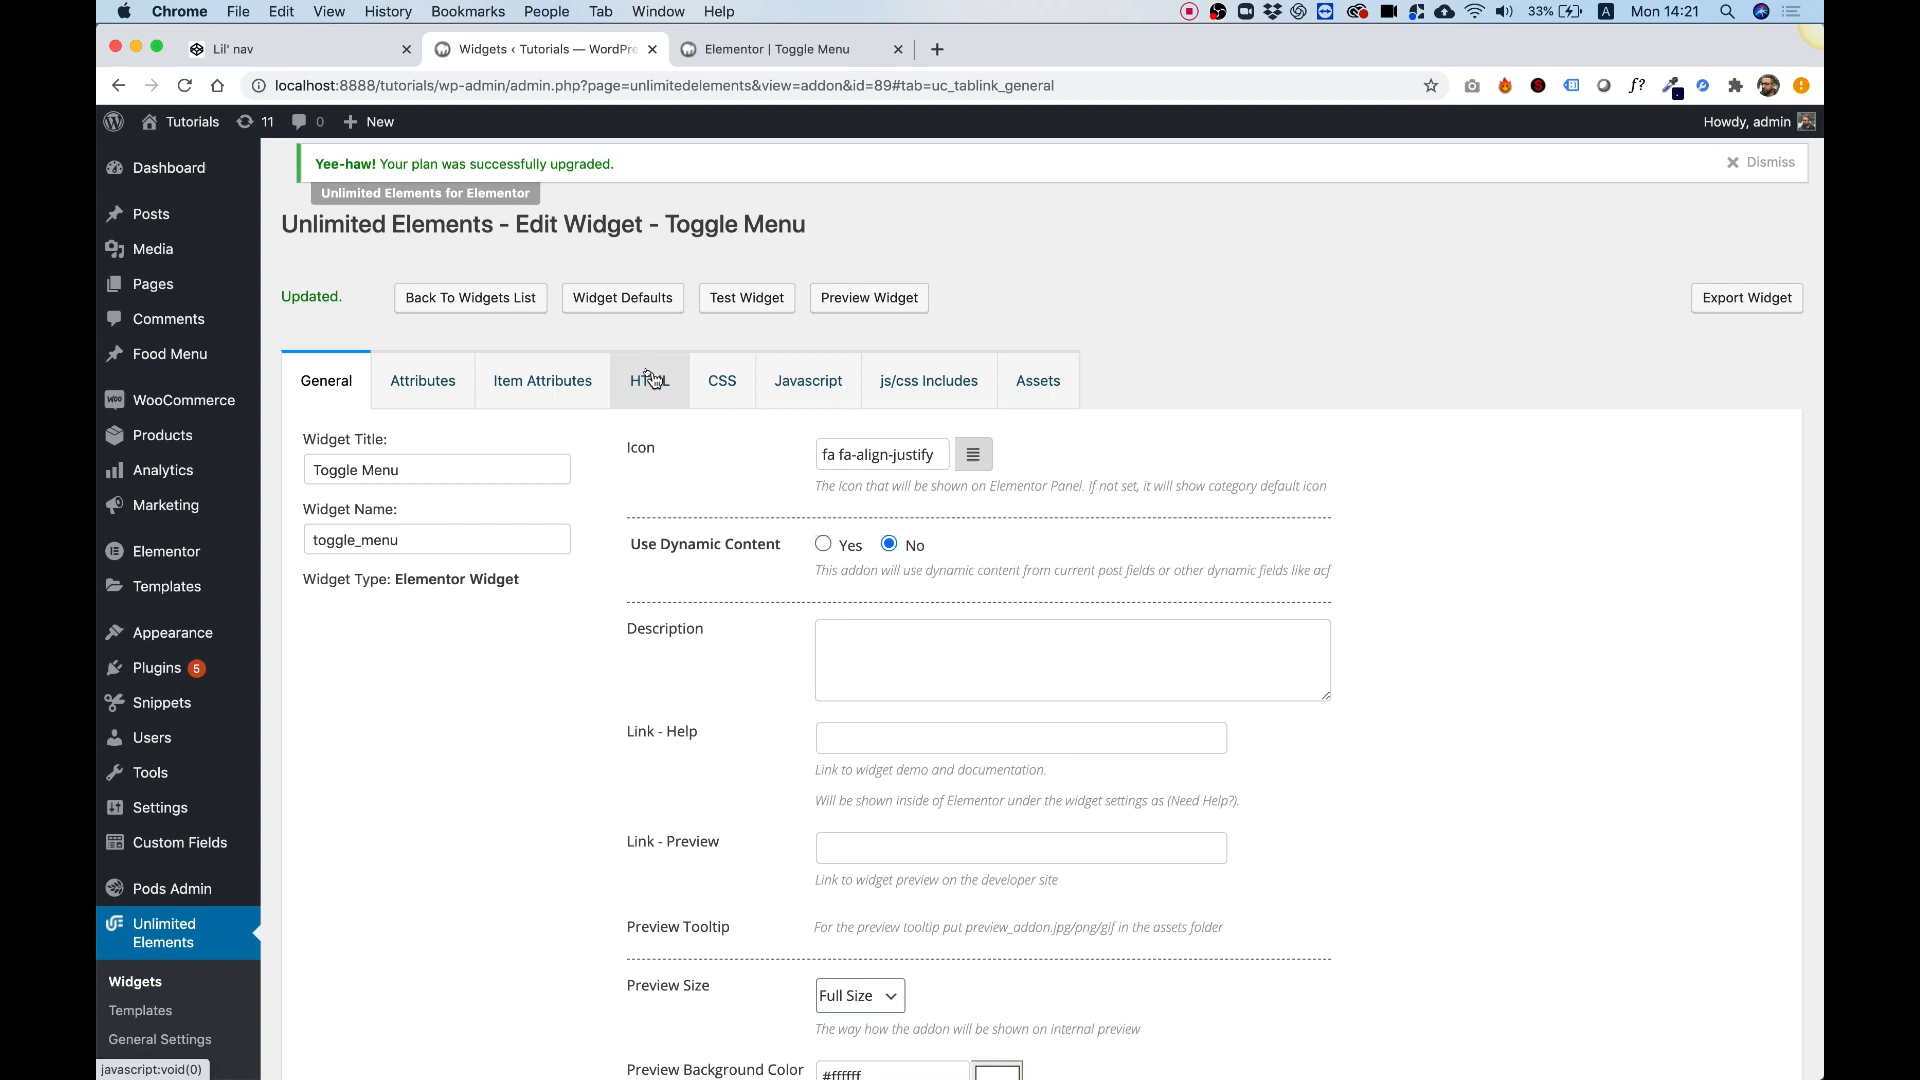 Chrome File Edit View History Bookmarks People Tab Window Help 33% A Mon 14:21
Lil' nav Widgets ‹ Tutorials — WordPre Elementor | Toggle Menu
localhost:8888/tutorials/wp-admin/admin.php?page=unlimitedelements&view=addon&id=89#tab=uc_tablink_general f?
Tutorials 11 0 New Howdy, admin
Yee-haw! Your plan was successfully upgraded. Dismiss
Unlimited Elements for Elementor
Unlimited Elements - Edit Widget - Toggle Menu
Updated. Back To Widgets List Widget Defaults Test Widget Preview Widget Export Widget
General Attributes Item Attributes HTML CSS Javascript js/css Includes Assets
Dashboard
Posts
Media
Pages
Comments
Food Menu
WooCommerce
Products
Analytics
Marketing
Elementor
Templates
Appearance
Plugins 5
Snippets
Users
Tools
Settings
Custom Fields
Pods Admin
Unlimited
Elements
Widgets
Templates
General Settings
javascript:void(0)
Widget Title:
Toggle Menu
Widget Name:
toggle_menu
Widget Type: Elementor Widget
Icon fa fa-align-justify
The Icon that will be shown on Elementor Panel. If not set, it will show category default icon
Use Dynamic Content Yes No
This addon will use dynamic content from current post fields or other dynamic fields like acf
Description
Link - Help
Link to widget demo and documentation.
Will be shown inside of Elementor under the widget settings as (Need Help?).
Link - Preview
Link to widget preview on the developer site
Preview Tooltip For the preview tooltip put preview_addon.jpg/png/gif in the assets folder
Preview Size Full Size
The way how the addon will be shown on internal preview
Preview Background Color #ffffff